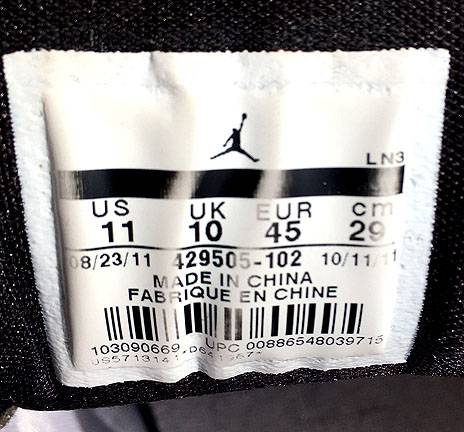 LN3
US UK EUR cm
11 10 45 29
08/23/11 429505-102 10/11/11
MADE IN CHINA
FABRIQUE EN CHINE
103090669 UPC 00886548039715